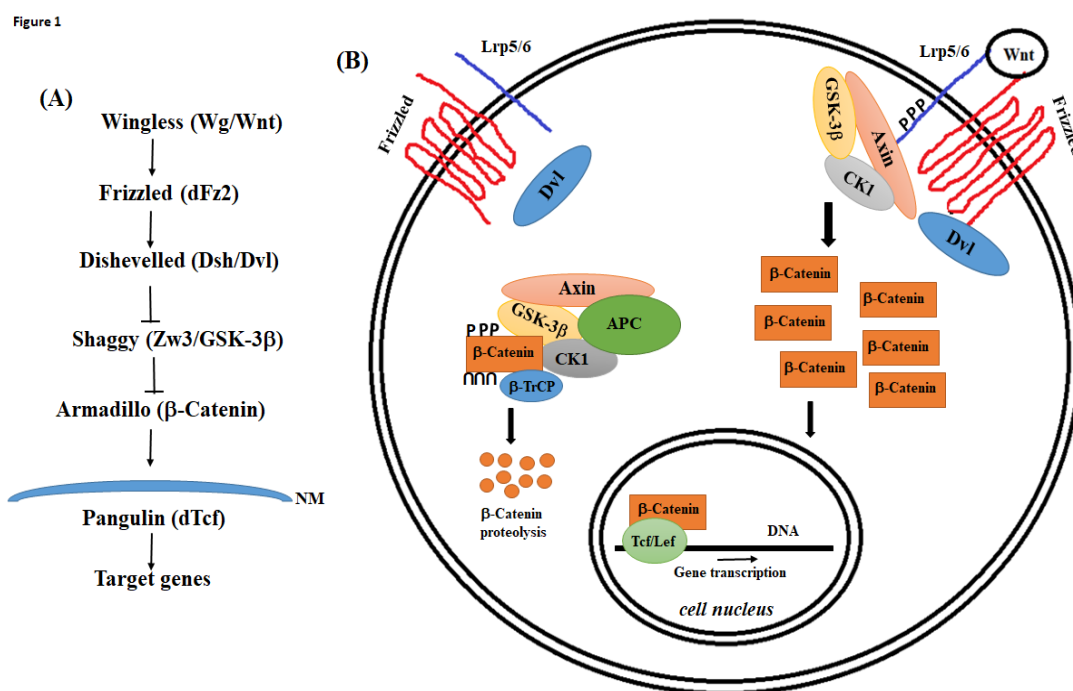 Figure 1
(A)
Wingless (Wg/Wnt)
Frizzled (dFz2)
Dishevelled (Dsh/Dvl)
Shaggy (Zw3/GSK-3β)
Armadillo (β-Catenin)
NM
Pangulin (dTcf)
Target genes
(B)
Lrp5/6
Frizzled
Dvl
Axin
GSK-3β
APC
P PP
β-Catenin
CK1
β-TrCP
β-Catenin
proteolysis
Lrp5/6
Wnt
GSK-3β
Axin
PPP
CK1
Frizzled
Dvl
β-Catenin
β-Catenin
β-Catenin
β-Catenin
β-Catenin
β-Catenin
β-Catenin
Tcf/Lef
DNA
Gene transcription
cell nucleus